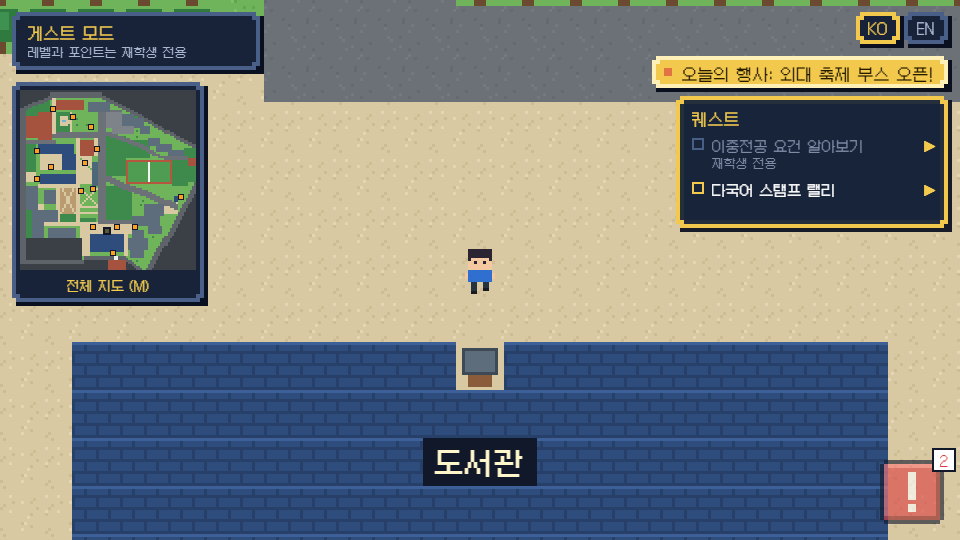 게스트 모드
레벨과 포인트는 재학생 전용
KO
EN
오늘의 행사: 외대 축제 부스 오픈!
퀘스트
이중전공 요건 알아보기
재학생 전용
다국어 스탬프 랠리
전체 지도 (M)
도서관
2
!